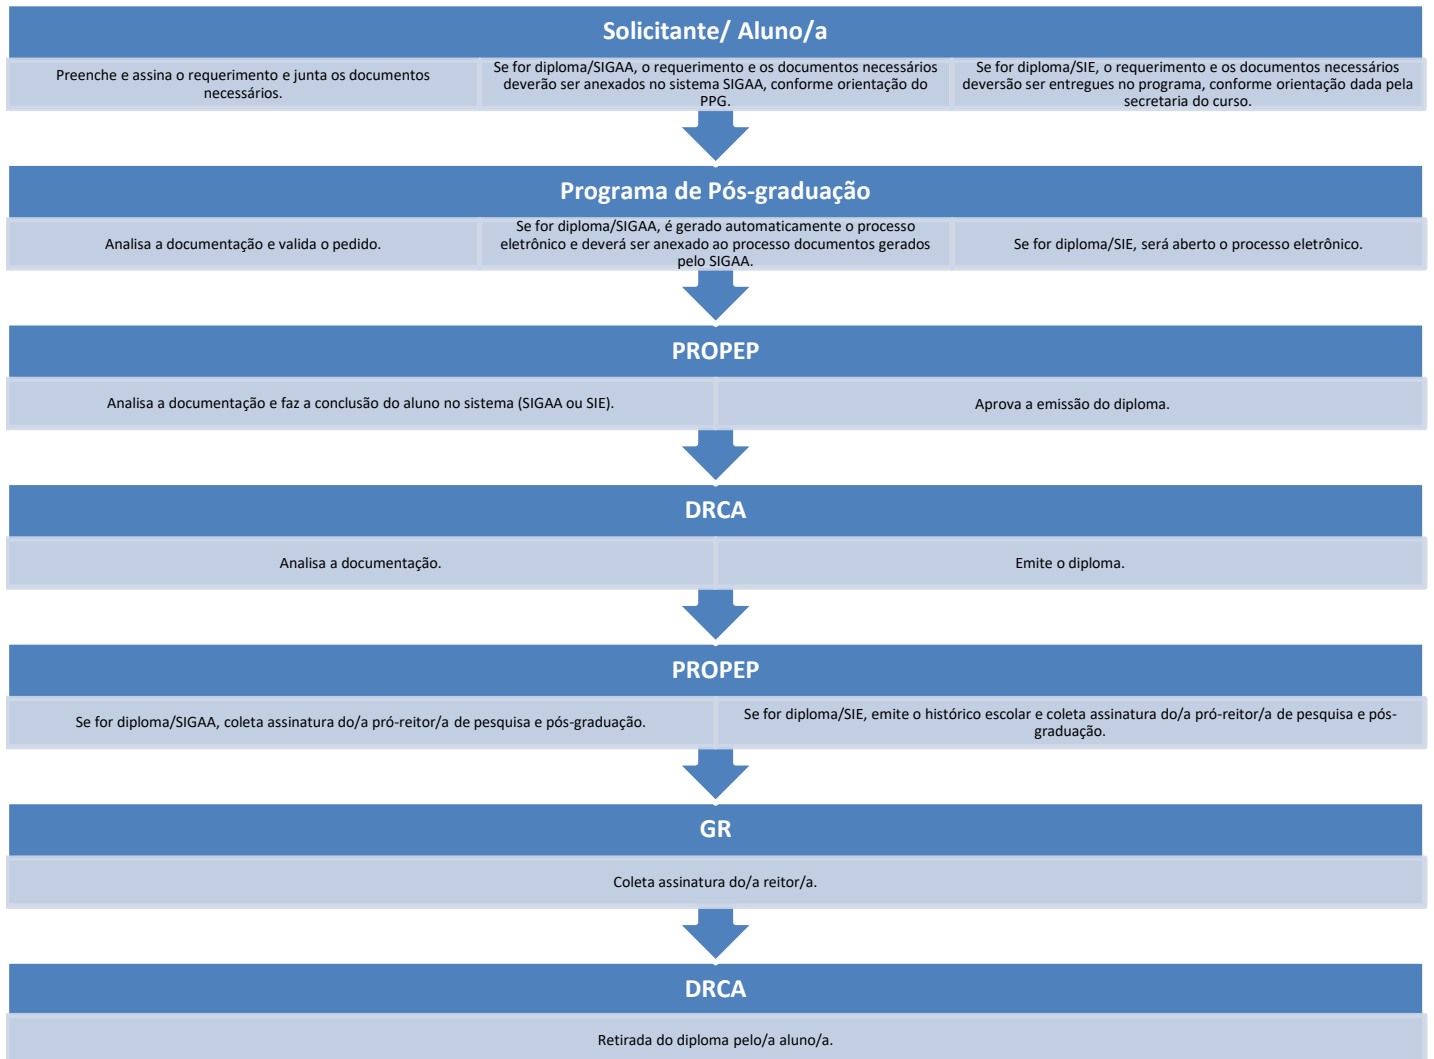 Solicitante/ Aluno/a
Preenche e assina o requerimento e junta os documentos
necessários.
Se for diploma/SIGAA, o requerimento e os documentos necessários
deverão ser anexados no sistema SIGAA, conforme orientação do
PPG.
Se for diploma/SIE, o requerimento e os documentos necessários
deversão ser entregues no programa, conforme orientação dada pela
secretaria do curso.
Programa de Pós-graduação
Analisa a documentação e valida o pedido.
Se for diploma/SIGAA, é gerado automaticamente o processo
eletrônico e deverá ser anexado ao processo documentos gerados
pelo SIGAA.
Se for diploma/SIE, será aberto o processo eletrônico.
PROPEP
Analisa a documentação e faz a conclusão do aluno no sistema (SIGAA ou SIE).
Aprova a emissão do diploma.
DRCA
Analisa a documentação.
Emite o diploma.
PROPEP
Se for diploma/SIGAA, coleta assinatura do/a pró-reitor/a de pesquisa e pós-graduação.
Se for diploma/SIE, emite o histórico escolar e coleta assinatura do/a pró-reitor/a de pesquisa e pós-
graduação.
GR
Coleta assinatura do/a reitor/a.
DRCA
Retirada do diploma pelo/a aluno/a.